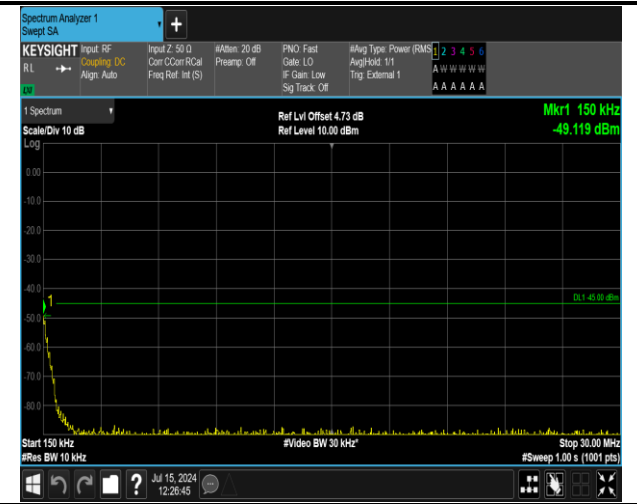 Spectrum Analyzer 1
Swept SA
+
KEYSIGHT
RL
Input: RF
Coupling: DC
Align: Auto
Input Z: 50 Ω
Corr CCorr RCal
Freq Ref: Int (S)
#Atten: 20 dB
Preamp: Off
PNO: Fast
Gate: LO
IF Gain: Low
Sig Track: Off
#Avg Type: Power (RMS
Avg|Hold: 1/1
Trig: External 1
1 2 3 4 5 6
A W W W W W
A A A A A A
1 Spectrum
Scale/Div 10 dB
Ref Lvl Offset 4.73 dB
Ref Level 10.00 dBm
Mkr1 150 kHz
-49.119 dBm
Log
0.00
-10.0
-20.0
-30.0
-40.0
1
DL1 -45.00 dBm
-50.0
-60.0
-70.0
-80.0
Start 150 kHz
#Video BW 30 kHz*
Stop 30.00 MHz
#Res BW 10 kHz
#Sweep 1.00 s (1001 pts)
?
Jul 15, 2024
12:26:45